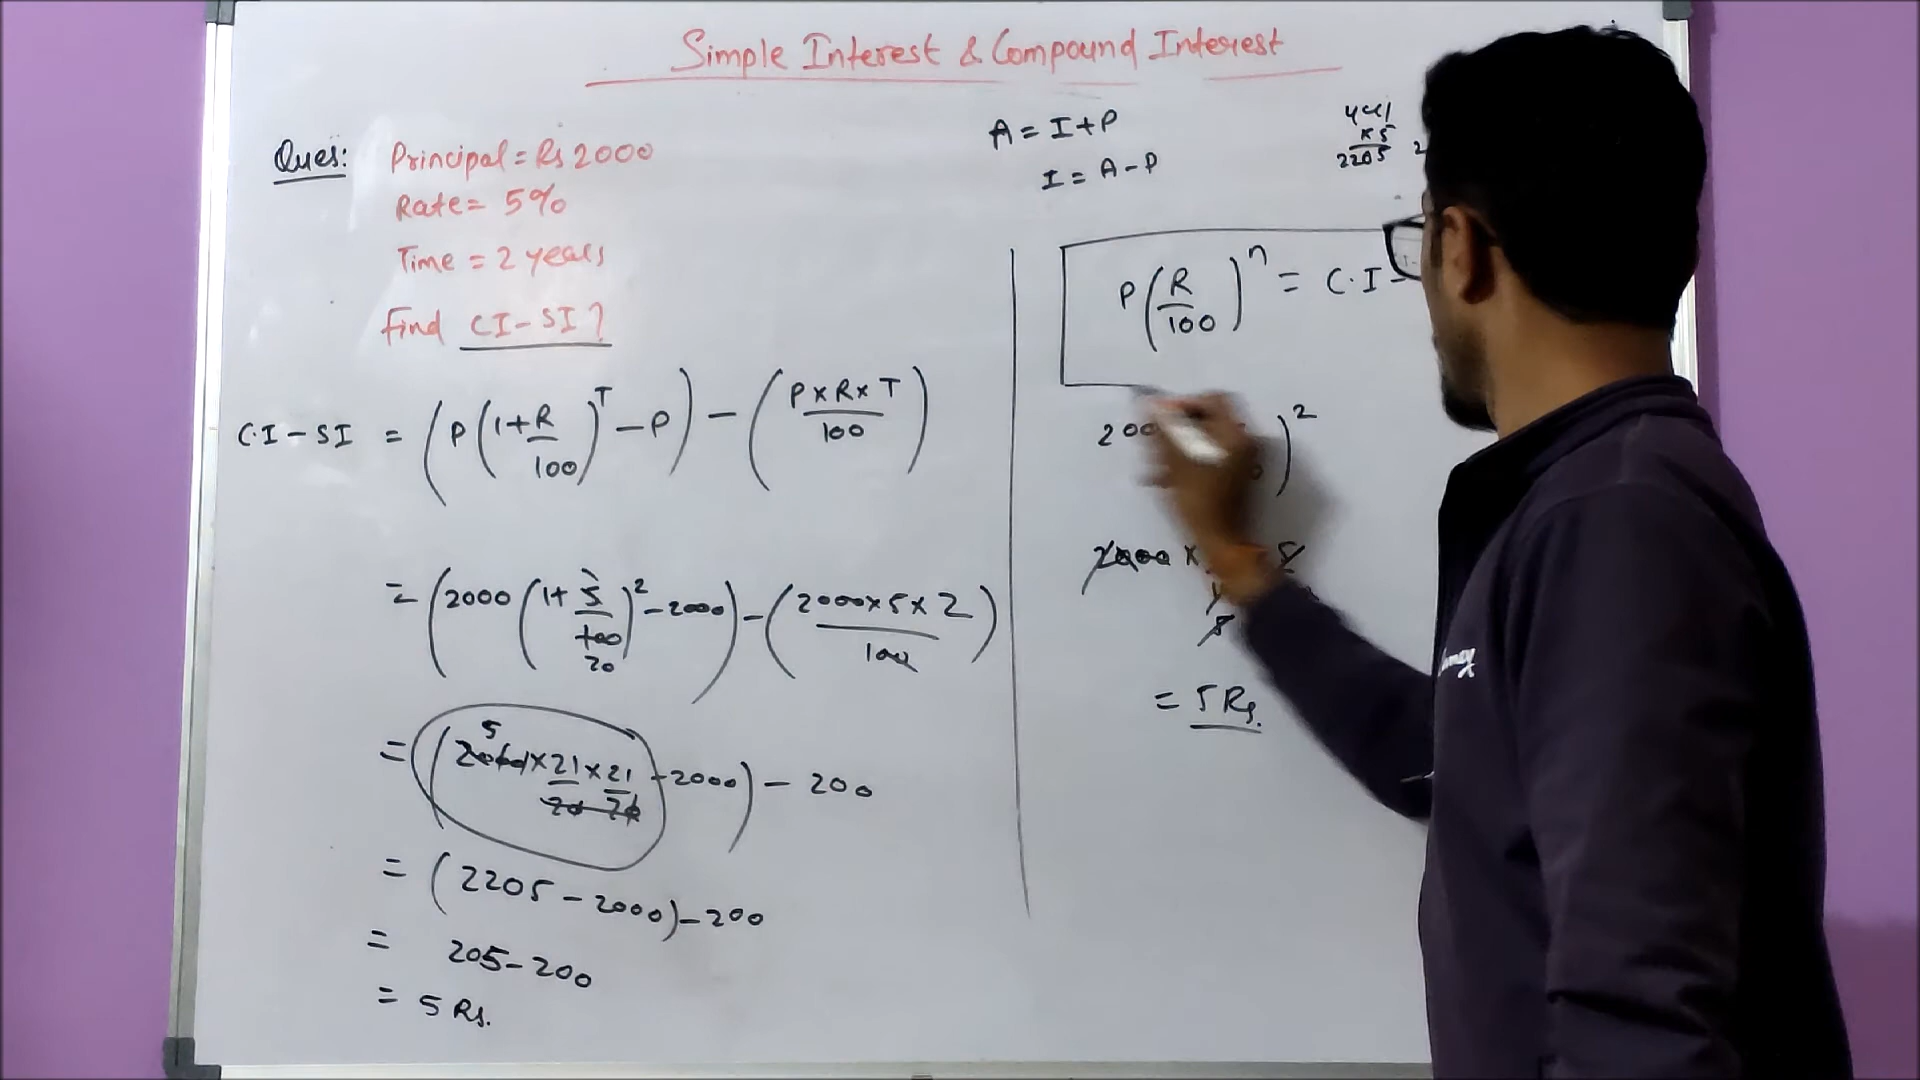 Simple Interest & Compound Interest
Ques: Principal = Rs 2000
Rate = 5%
Time = 2 years
Find CI - SI ?
C.I - SI = (P(1+R/100)^T - P) - (P×R×T/100)
= (2000(1+5/100)^2 - 2000) - (2000×5×2/100)
20
5
= (2000×21/20×21/20 - 2000) - 200
= (2205 - 2000) - 200
= 205 - 200
= 5 Rs.
A = I + P
I = A - P
441
×5
2205
P(R/100)^n = C.I -
)^2
2000 ×
= 5 Rs.